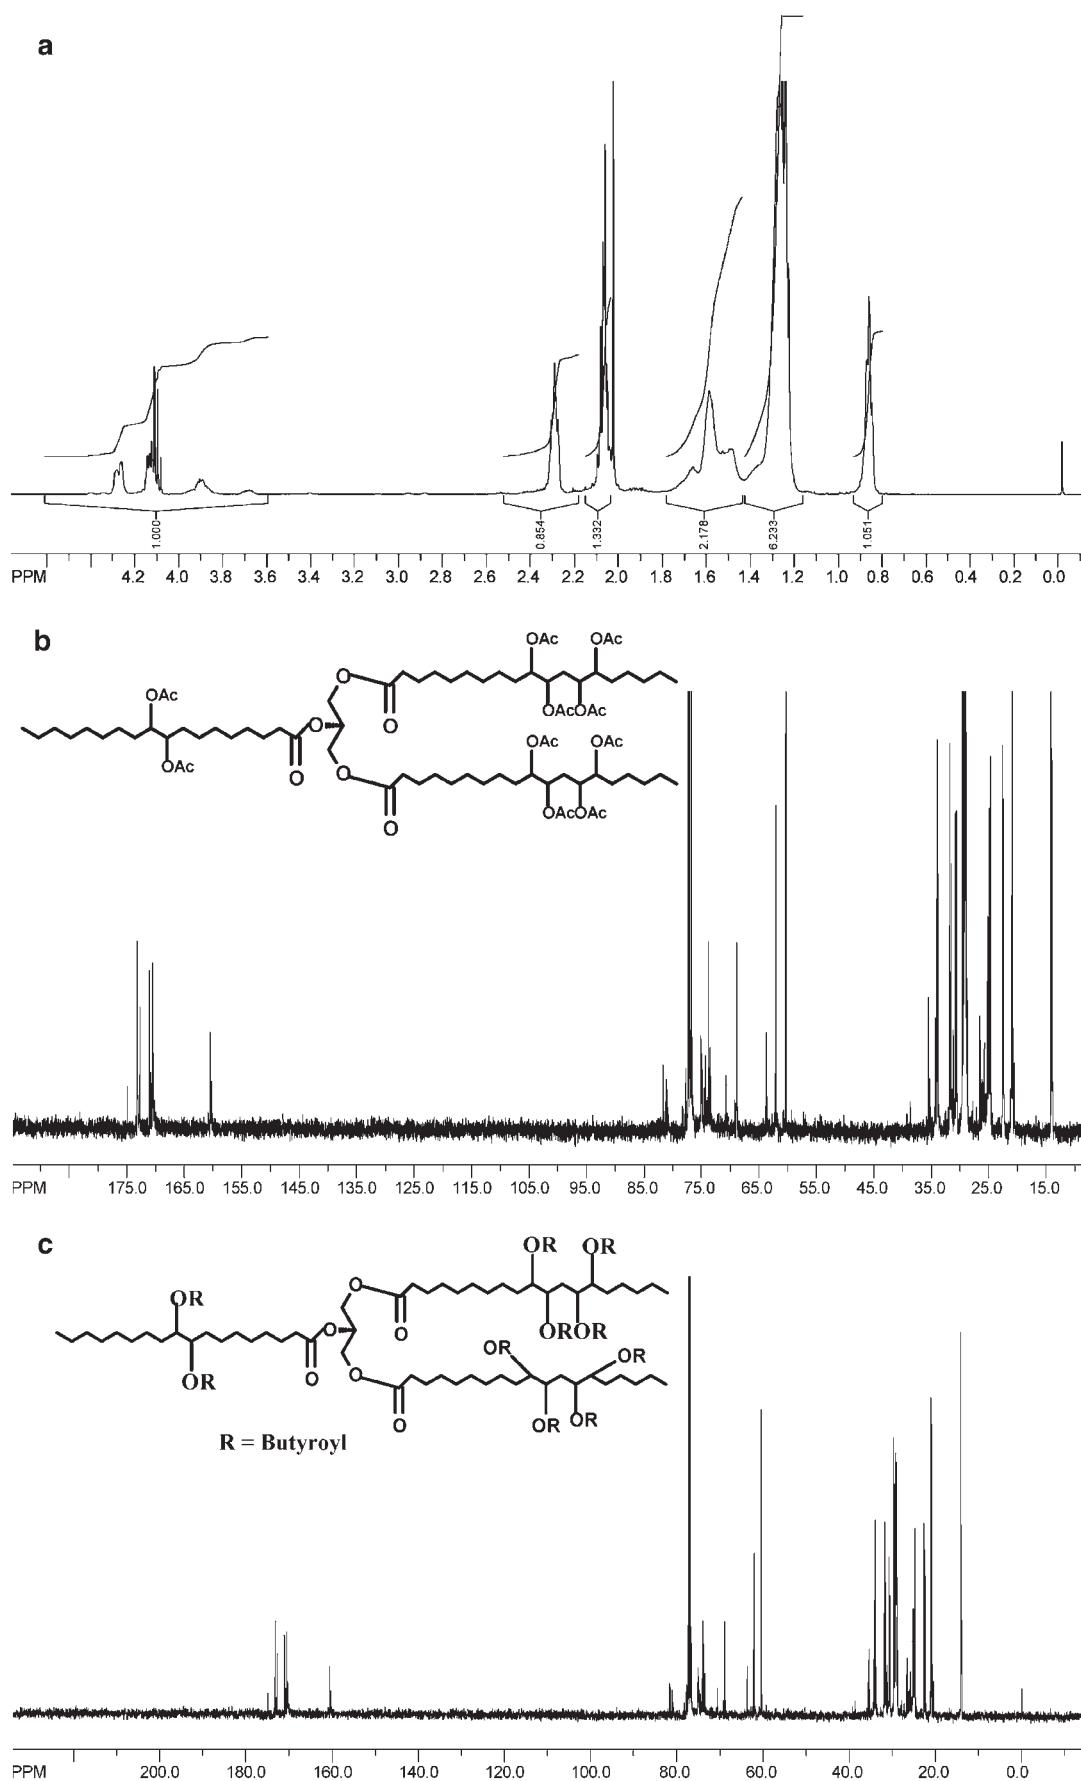 a
1.000
0.854
1.332
2.178
6.233
1.051
PPM 4.2 4.0 3.8 3.6 3.4 3.2 3.0 2.8 2.6 2.4 2.2 2.0 1.8 1.6 1.4 1.2 1.0 0.8 0.6 0.4 0.2 0.0
b
OAc OAc
O
OAc
O
OAcOAc
O
OAc OAc
OAc
O
O
OAcOAc
O
PPM 175.0 165.0 155.0 145.0 135.0 125.0 115.0 105.0 95.0 85.0 75.0 65.0 55.0 45.0 35.0 25.0 15.0
c
OR OR
O
OR
O
OROR
O
OR
OR
OR
O
O
OR
OR
O
R = Butyroyl
PPM 200.0 180.0 160.0 140.0 120.0 100.0 80.0 60.0 40.0 20.0 0.0